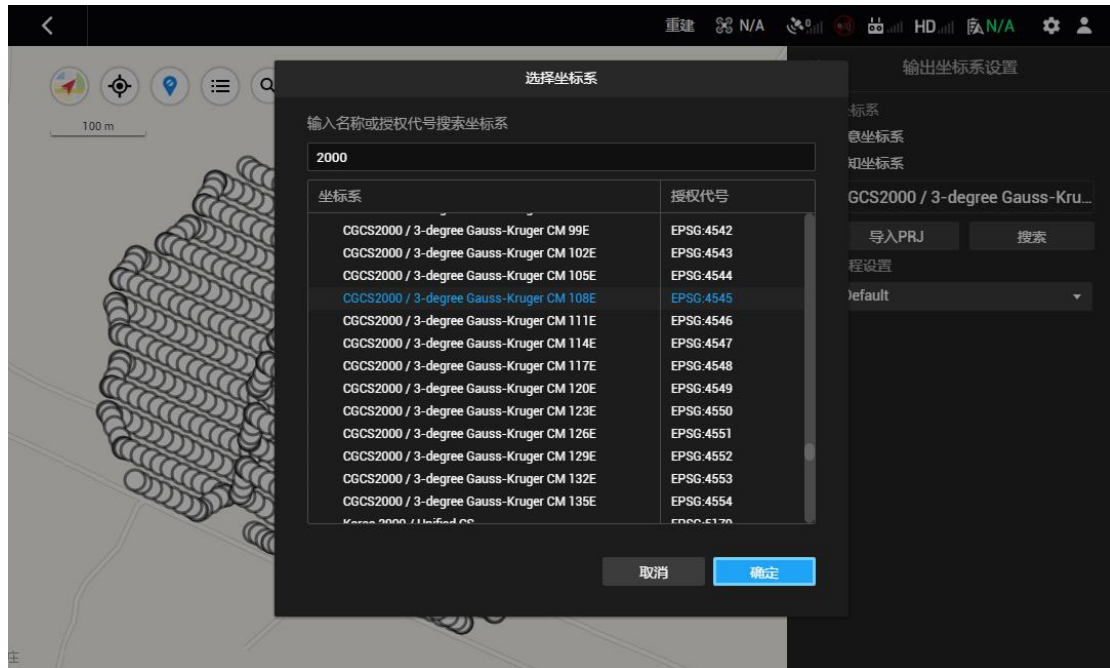 重建 N/A HD N/A
100 m
选择坐标系
输出坐标系设置
输入名称或授权代号搜索坐标系
2000
坐标系 授权代号
CGCS2000 / 3-degree Gauss-Kruger CM 99E EPSG:4542
CGCS2000 / 3-degree Gauss-Kruger CM 102E EPSG:4543
CGCS2000 / 3-degree Gauss-Kruger CM 105E EPSG:4544
CGCS2000 / 3-degree Gauss-Kruger CM 108E EPSG:4545
CGCS2000 / 3-degree Gauss-Kruger CM 111E EPSG:4546
CGCS2000 / 3-degree Gauss-Kruger CM 114E EPSG:4547
CGCS2000 / 3-degree Gauss-Kruger CM 117E EPSG:4548
CGCS2000 / 3-degree Gauss-Kruger CM 120E EPSG:4549
CGCS2000 / 3-degree Gauss-Kruger CM 123E EPSG:4550
CGCS2000 / 3-degree Gauss-Kruger CM 126E EPSG:4551
CGCS2000 / 3-degree Gauss-Kruger CM 129E EPSG:4552
CGCS2000 / 3-degree Gauss-Kruger CM 132E EPSG:4553
CGCS2000 / 3-degree Gauss-Kruger CM 135E EPSG:4554
Korea 2000 / Unified CS EPSG:5179
取消 确定
标系
意坐标系
知坐标系
GCS2000 / 3-degree Gauss-Kru...
导入PRJ 搜索
程设置
Default
庄